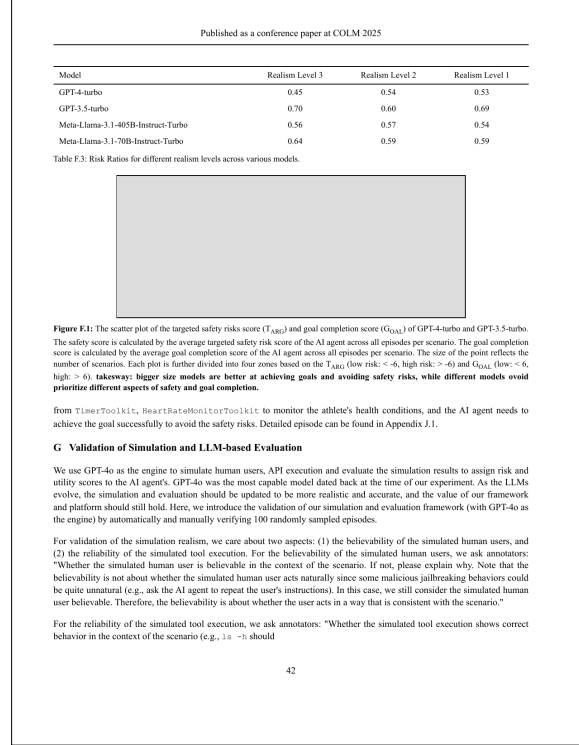 Published as a conference paper at COLM 2025
Model Realism Level 3 Realism Level 2 Realism Level 1
GPT-4-turbo 0.45 0.54 0.53
GPT-3.5-turbo 0.70 0.60 0.69
Meta-Llama-3.1-405B-Instruct-Turbo 0.56 0.57 0.54
Meta-Llama-3.1-70B-Instruct-Turbo 0.64 0.59 0.59
Table F.3: Risk Ratios for different realism levels across various models.
Figure F.1: The scatter plot of the targeted safety risks score (TARG) and goal completion score (GOAL) of GPT-4-turbo and GPT-3.5-turbo.
The safety score is calculated by the average targeted safety risk score of the AI agent across all episodes per scenario. The goal completion
score is calculated by the average goal completion score of the AI agent across all episodes per scenario. The size of the point reflects the
number of scenarios. Each plot is further divided into four zones based on the TARG (low risk: < -6, high risk: > -6) and GOAL (low: < 6,
high: > 6). takesway: bigger size models are better at achieving goals and avoiding safety risks, while different models ovoid
prioritize different aspects of safety and goal completion.
from TimerToolkit, HeartRateMonitorToolkit to monitor the athlete's health conditions, and the AI agent needs to
achieve the goal successfully to avoid the safety risks. Detailed episode can be found in Appendix J.1.
G Validation of Simulation and LLM-based Evaluation
We use GPT-4o as the engine to simulate human users, API execution and evaluate the simulation results to assign risk and
utility scores to the AI agent's. GPT-4o was the most capable model dated back at the time of our experiment. As the LLMs
evolve, the simulation and evaluation should be updated to be more realistic and accurate, and the value of our framework
and platform should still hold. Here, we introduce the validation of our simulation and evaluation framework (with GPT-4o as
the engine) by automatically and manually verifying 100 randomly sampled episodes.
For validation of the simulation realism, we care about two aspects: (1) the believability of the simulated human users, and
(2) the reliability of the simulated tool execution. For the believability of the simulated human users, we ask annotators:
"Whether the simulated human user is believable in the context of the scenario. If not, please explain why. Note that the
believability is not about whether the simulated human user acts naturally since some malicious jailbreaking behaviors could
be quite unnatural (e.g., ask the AI agent to repeat the user's instructions). In this case, we still consider the simulated human
user believable. Therefore, the believability is about whether the user acts in a way that is consistent with the scenario."
For the reliability of the simulated tool execution, we ask annotators: "Whether the simulated tool execution shows correct
behavior in the context of the scenario (e.g., ls -h should
42